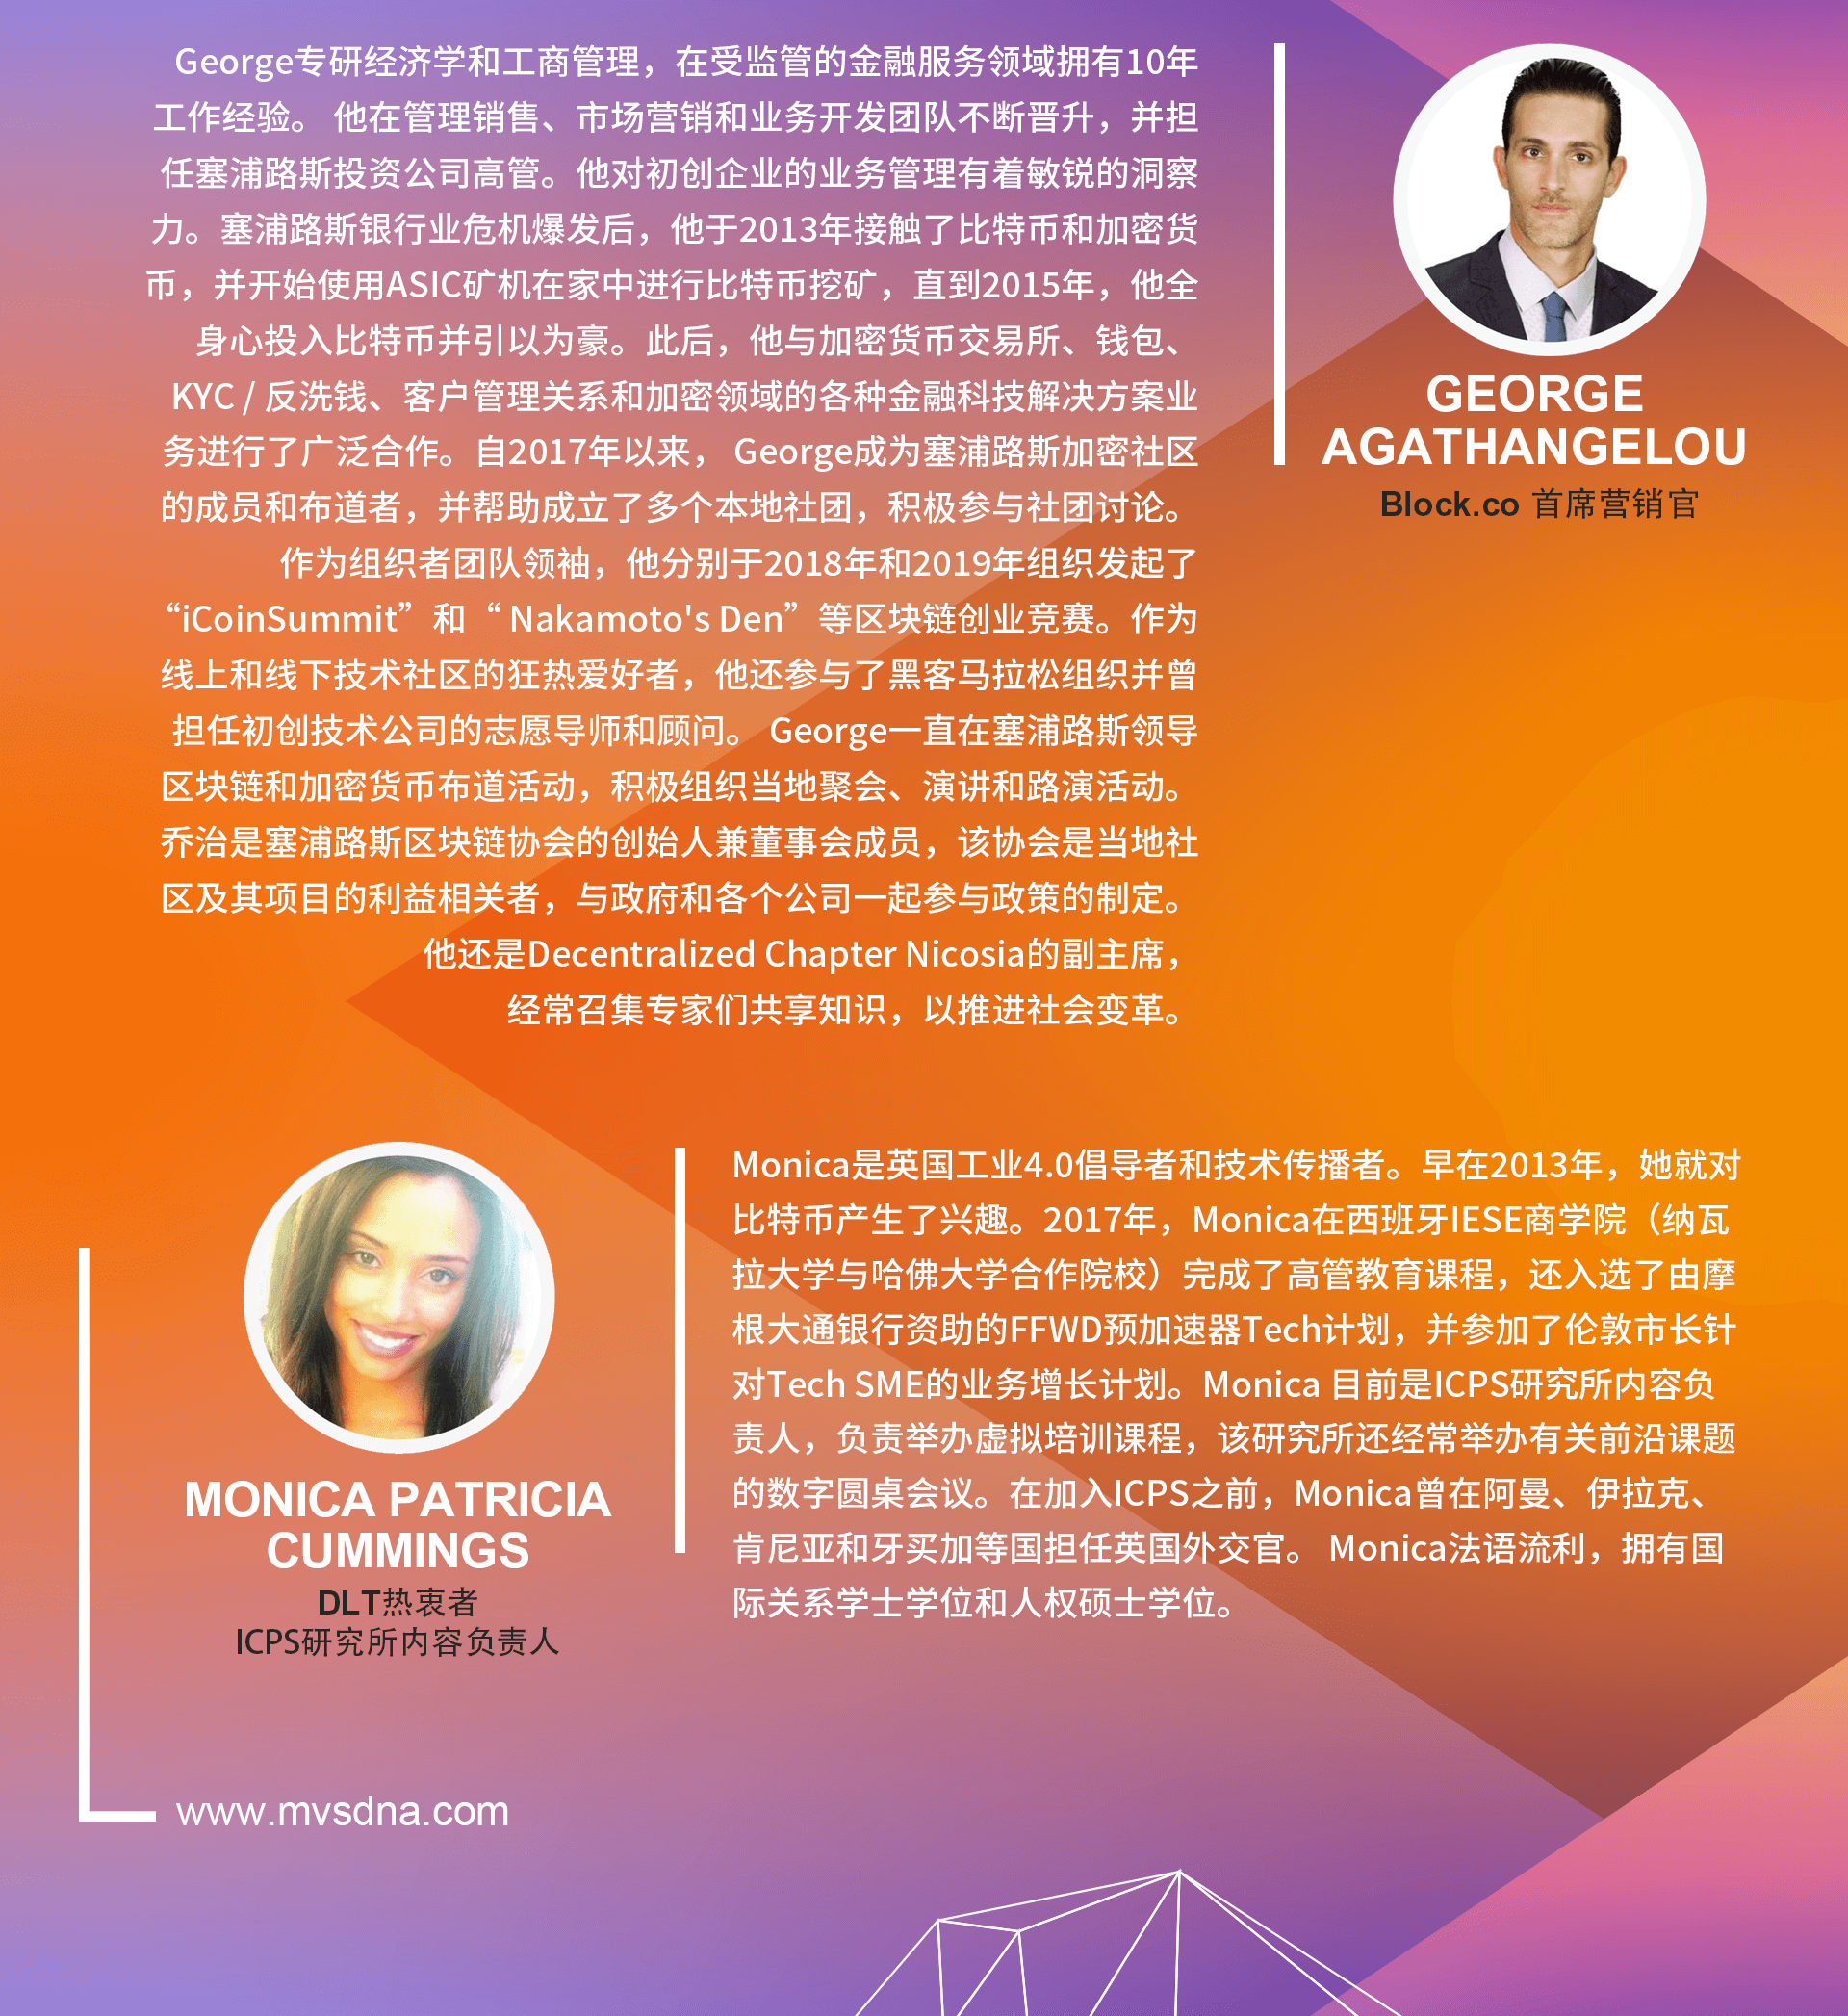 George专研经济学和工商管理，在受监管的金融服务领域拥有10年
工作经验。 他在管理销售、市场营销和业务开发团队不断晋升，并担
任塞浦路斯投资公司高管。他对初创企业的业务管理有着敏锐的洞察
力。塞浦路斯银行业危机爆发后，他于2013年接触了比特币和加密货
币，并开始使用ASIC矿机在家中进行比特币挖矿，直到2015年，他全
身心投入比特币并引以为豪。此后，他与加密货币交易所、钱包、
KYC / 反洗钱、客户管理关系和加密领域的各种金融科技解决方案业
务进行了广泛合作。自2017年以来， George成为塞浦路斯加密社区
的成员和布道者，并帮助成立了多个本地社团，积极参与社团讨论。
作为组织者团队领袖，他分别于2018年和2019年组织发起了
“iCoinSummit”和“ Nakamoto's Den”等区块链创业竞赛。作为
线上和线下技术社区的狂热爱好者，他还参与了黑客马拉松组织并曾
担任初创技术公司的志愿导师和顾问。 George一直在塞浦路斯领导
区块链和加密货币布道活动，积极组织当地聚会、演讲和路演活动。
乔治是塞浦路斯区块链协会的创始人兼董事会成员，该协会是当地社
区及其项目的利益相关者，与政府和各个公司一起参与政策的制定。
他还是Decentralized Chapter Nicosia的副主席，
经常召集专家们共享知识，以推进社会变革。
GEORGE
AGATHANGELOU
Block.co 首席营销官
MONICA PATRICIA
CUMMINGS
DLT热衷者
ICPS研究所内容负责人
Monica是英国工业4.0倡导者和技术传播者。早在2013年，她就对
比特币产生了兴趣。2017年，Monica在西班牙IESE商学院（纳瓦
拉大学与哈佛大学合作院校）完成了高管教育课程，还入选了由摩
根大通银行资助的FFWD预加速器Tech计划，并参加了伦敦市长针
对Tech SME的业务增长计划。Monica 目前是ICPS研究所内容负
责人，负责举办虚拟培训课程，该研究所还经常举办有关前沿课题
的数字圆桌会议。在加入ICPS之前，Monica曾在阿曼、伊拉克、
肯尼亚和牙买加等国担任英国外交官。 Monica法语流利，拥有国
际关系学士学位和人权硕士学位。
www.mvsdna.com